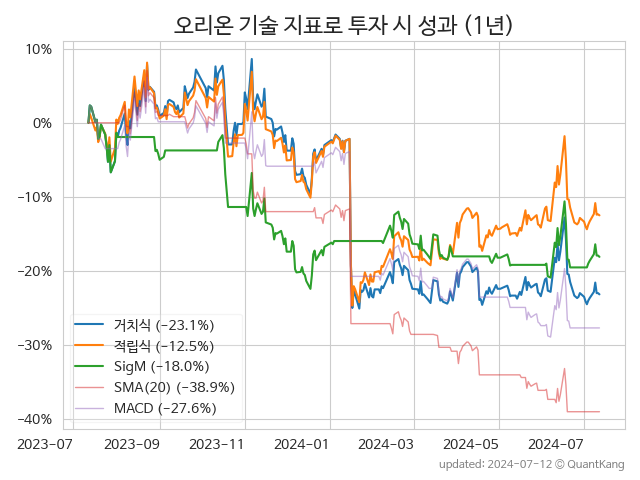 오리온 기술 지표로 투자 시 성과 (1년)
10%
0%
−10%
−20%
−30%
−40%
거치식 (−23.1%)
적립식 (−12.5%)
SigM (−18.0%)
SMA(20) (−38.9%)
MACD (−27.6%)
2023-07
2023-09
2023-11
2024-01
2024-03
2024-05
2024-07
updated: 2024-07-12 © QuantKang